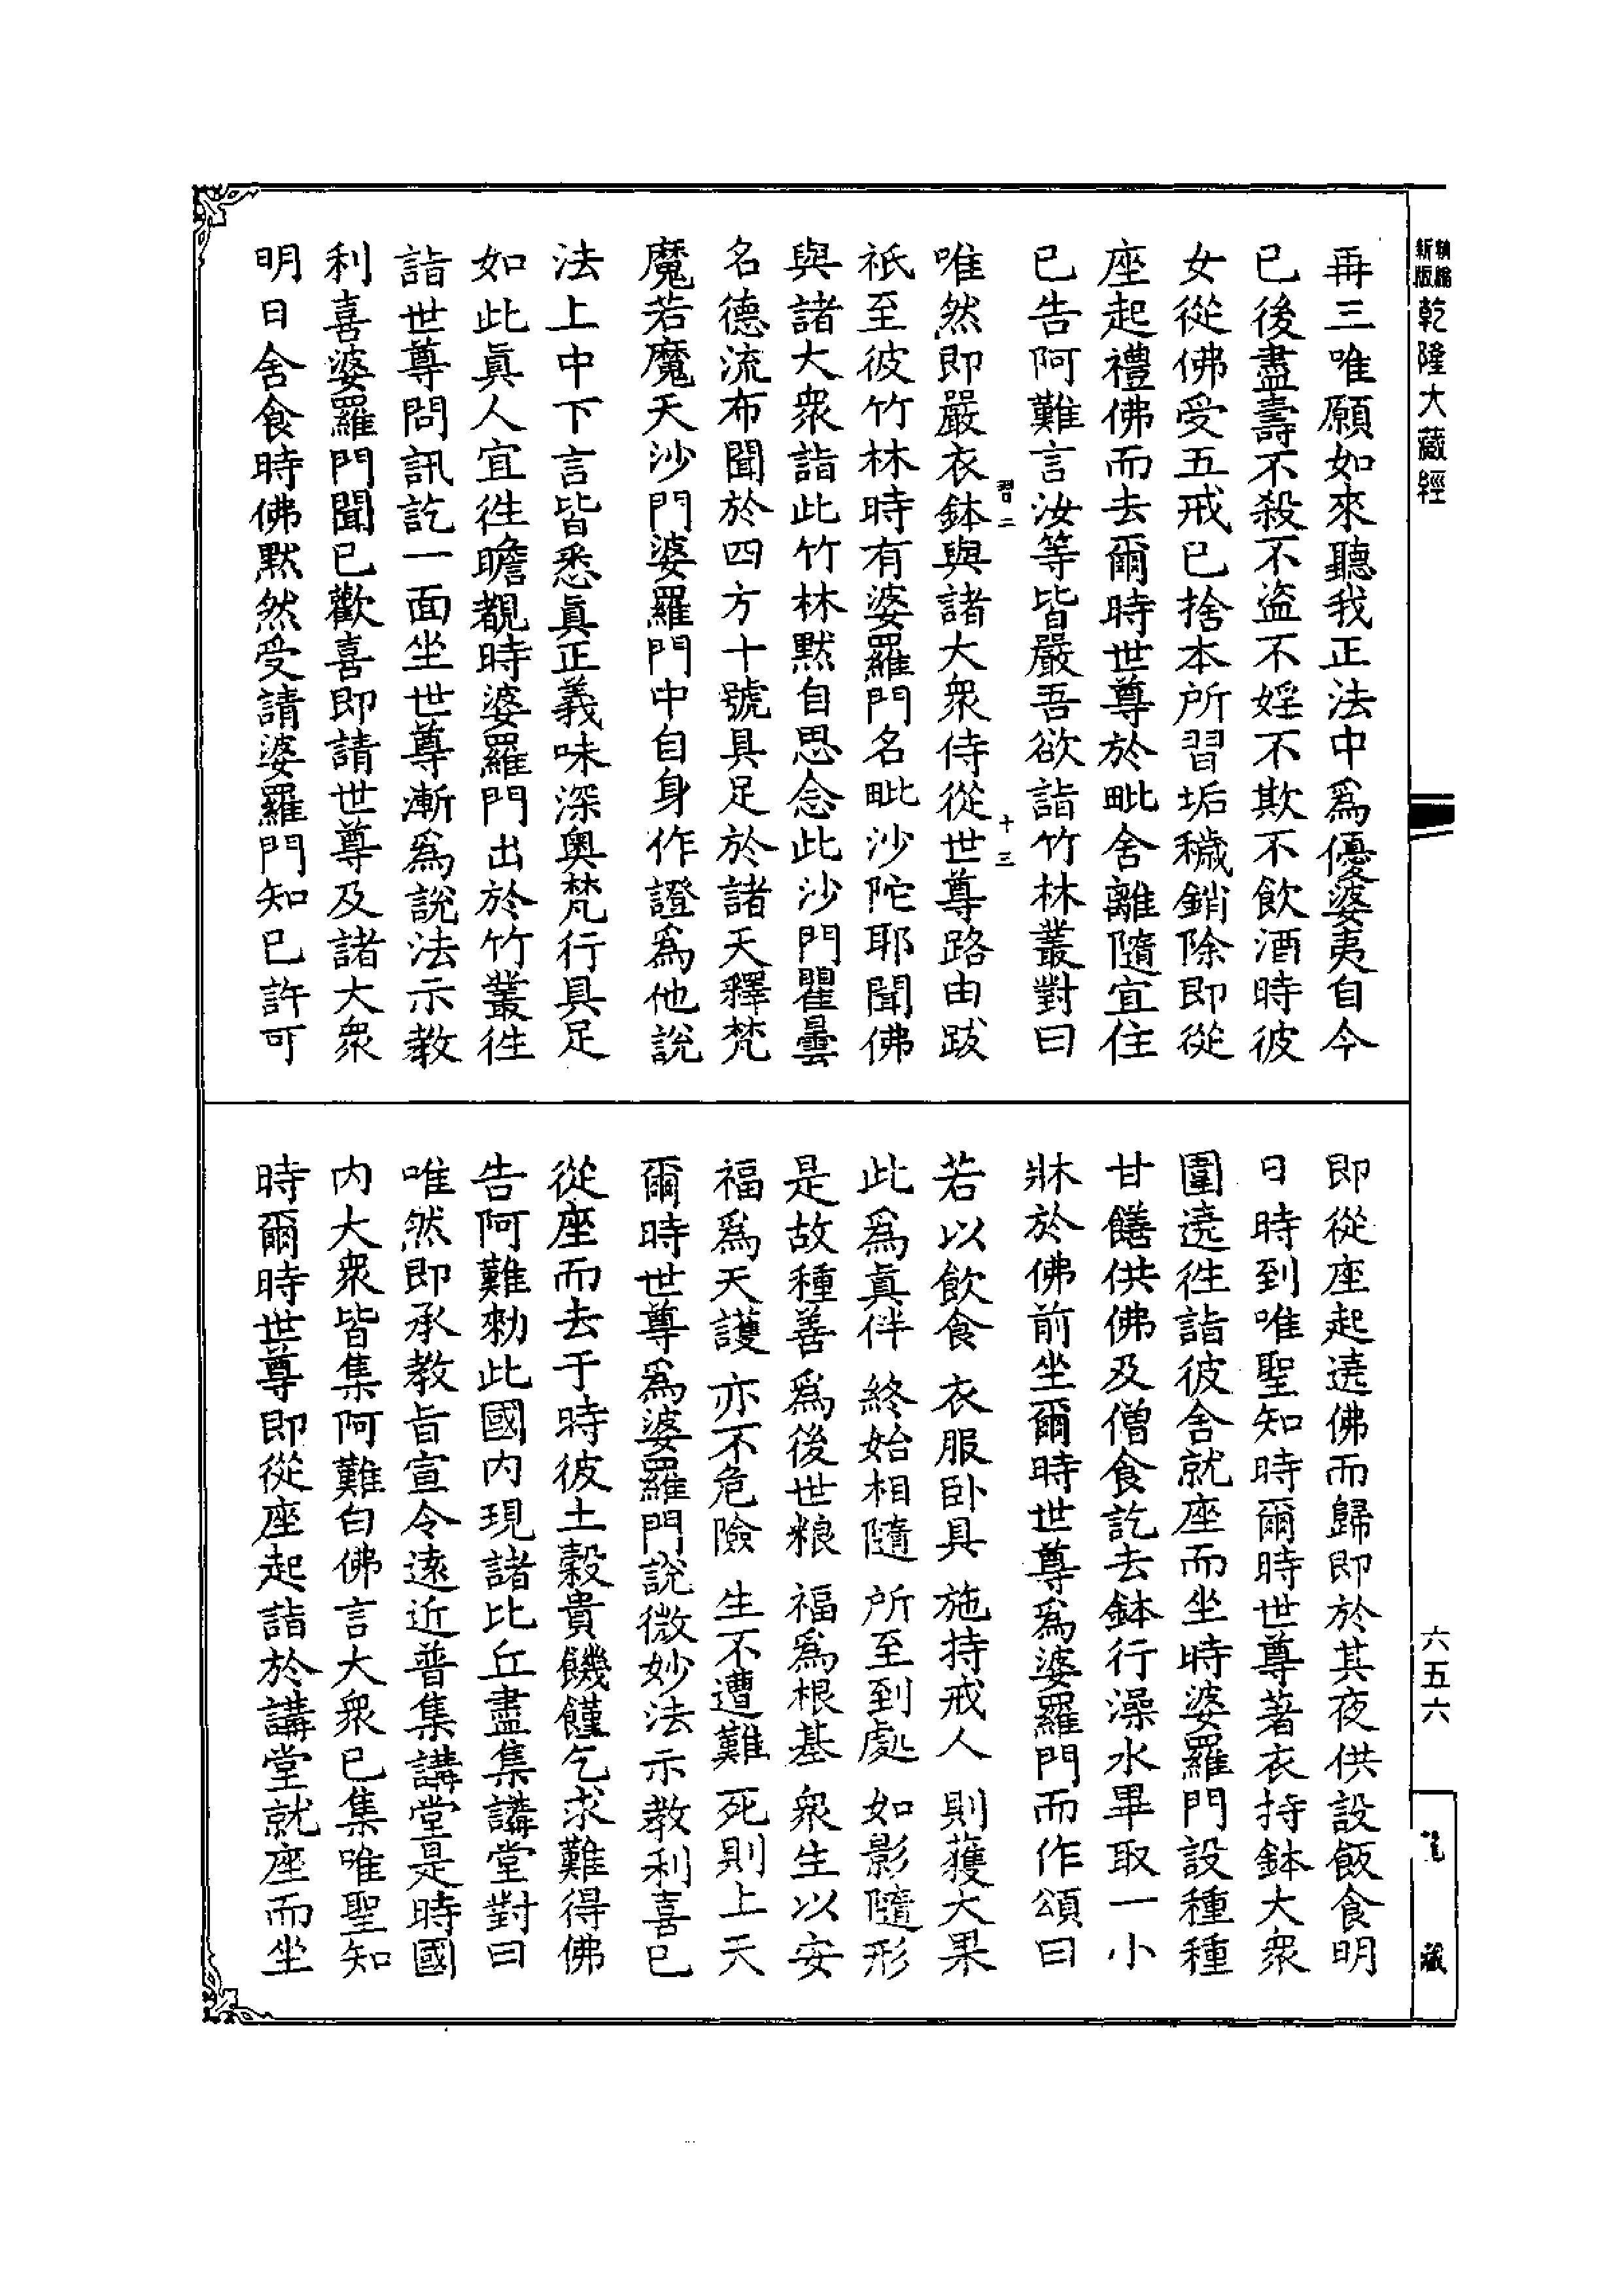 精編
新版
乾隆大藏經
再三唯願如來聽我正法中爲優婆夷自今
已後盡壽不殺不盗不婬不欺不飲酒時彼
女從佛受五戒已捨本所習垢穢銷除即從
座起禮佛而去爾時世尊於毗舍離隨宜住
已告阿難言汝等皆嚴吾欲詣竹林叢對曰
習二
十三
唯然即嚴衣鉢與諸大衆侍從世尊路由跋
祇至彼竹林時有婆羅門名毗沙陀耶聞佛
與諸大衆詣此竹林默自思念此沙門瞿曇
名德流布聞於四方十號具足於諸天釋梵
魔若魔天沙門婆羅門中自身作證爲他說
法上中下言皆悉眞正義味深奧梵行具足
如此眞人宜徃瞻覩時婆羅門出於竹叢徃
詣世尊問訊訖一面坐世尊漸爲說法示教
利喜婆羅門聞已歡喜即請世尊及諸大衆
明日舍食時佛默然受請婆羅門知已許可
即從座起遶佛而歸即於其夜供設飯食明
日時到唯聖知時爾時世尊著衣持鉢大衆
圍遶徃詣彼舍就座而坐時婆羅門設種種
甘饍供佛及僧食訖去鉢行澡水畢取一小
牀於佛前坐爾時世尊爲婆羅門而作頌曰
若以飲食 衣服卧具 施持戒人 則獲大果
此爲真伴 終始相隨 所至到處 如影隨形
是故種善 爲後世粮 福爲根基 衆生以安
福爲天護 亦不危險 生不遭難 死則上天
爾時世尊爲婆羅門說微妙法示教利喜已
從座而去于時彼土穀貴饑饉乞求難得佛
告阿難勑此國内現諸比丘盡集講堂對曰
唯然即承教旨宣令遠近普集講堂是時國
内大衆皆集阿難白佛言大衆已集唯聖知
時爾時世尊即從座起詣於講堂就座而坐
六五六
藏